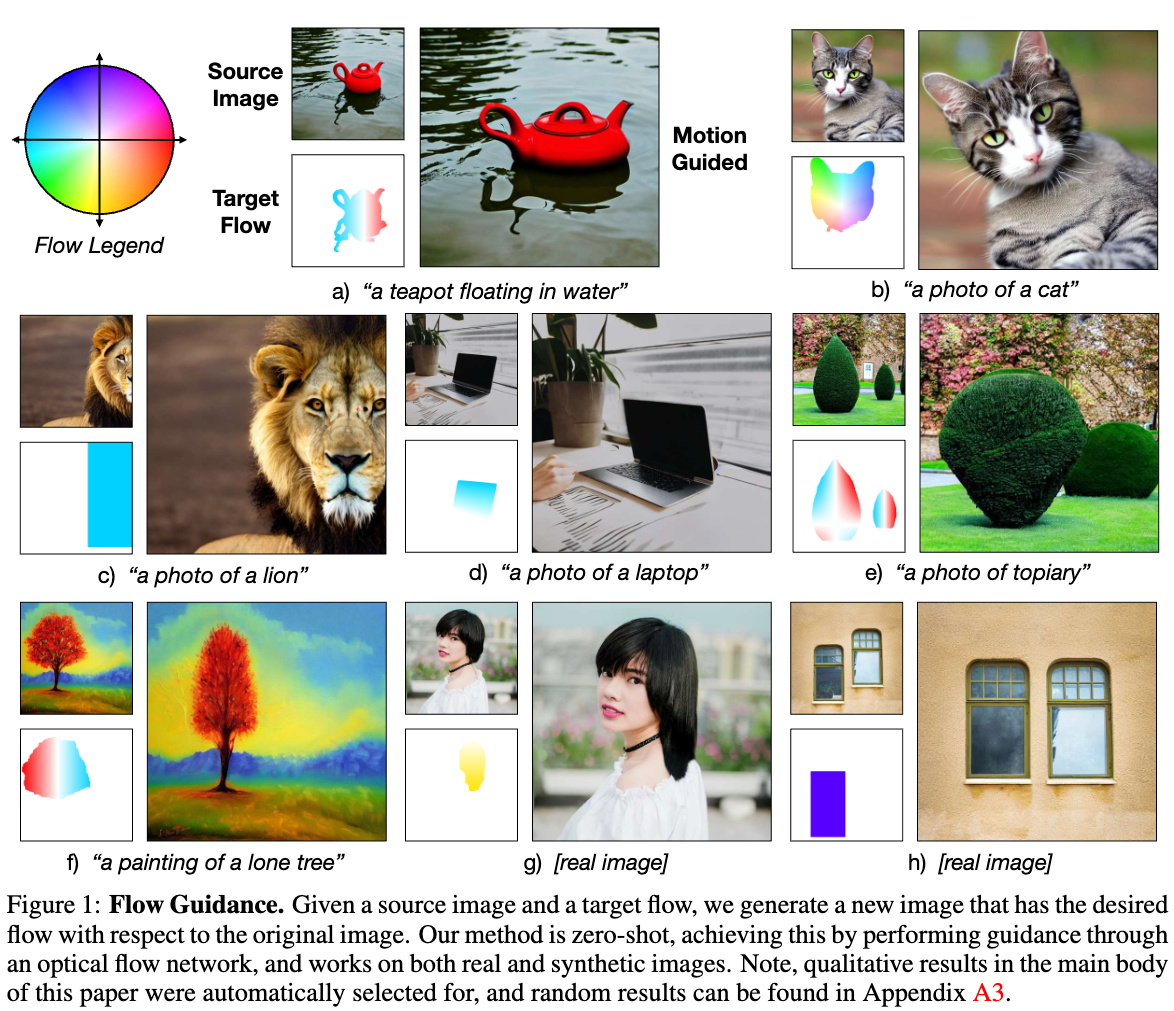 Source
Image
Target
Flow
Flow Legend
Motion
Guided
a) “a teapot floating in water”
b) “a photo of a cat”
c) “a photo of a lion”
d) “a photo of a laptop”
e) “a photo of topiary”
f) “a painting of a lone tree”
g) [real image]
h) [real image]
Figure 1: Flow Guidance. Given a source image and a target flow, we generate a new image that has the desired
flow with respect to the original image. Our method is zero-shot, achieving this by performing guidance through
an optical flow network, and works on both real and synthetic images. Note, qualitative results in the main body
of this paper were automatically selected for, and random results can be found in Appendix A3.